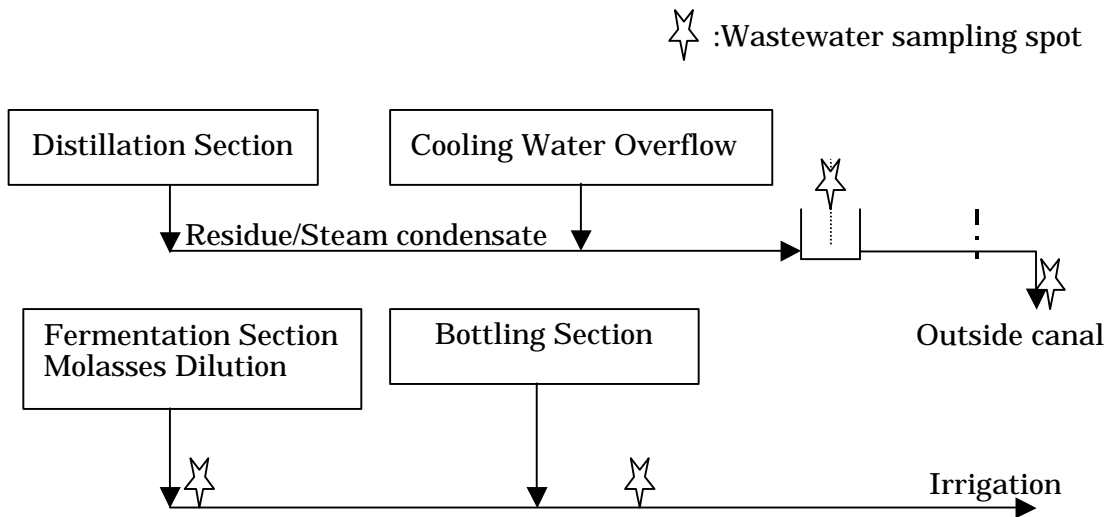 :Wastewater sampling spot
Distillation Section
Cooling Water Overflow
Residue/Steam condensate
Fermentation Section
Molasses Dilution
Bottling Section
Outside canal
Irrigation